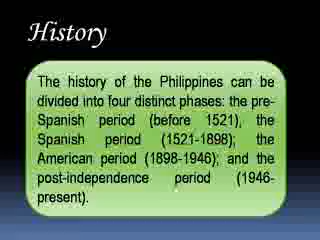 History
The history of the Philippines can be
divided into four distinct phases: the pre-
Spanish period (before 1521), the
Spanish period (1521-1898); the
American period (1898-1946); and the
post-independence period (1946-
present).